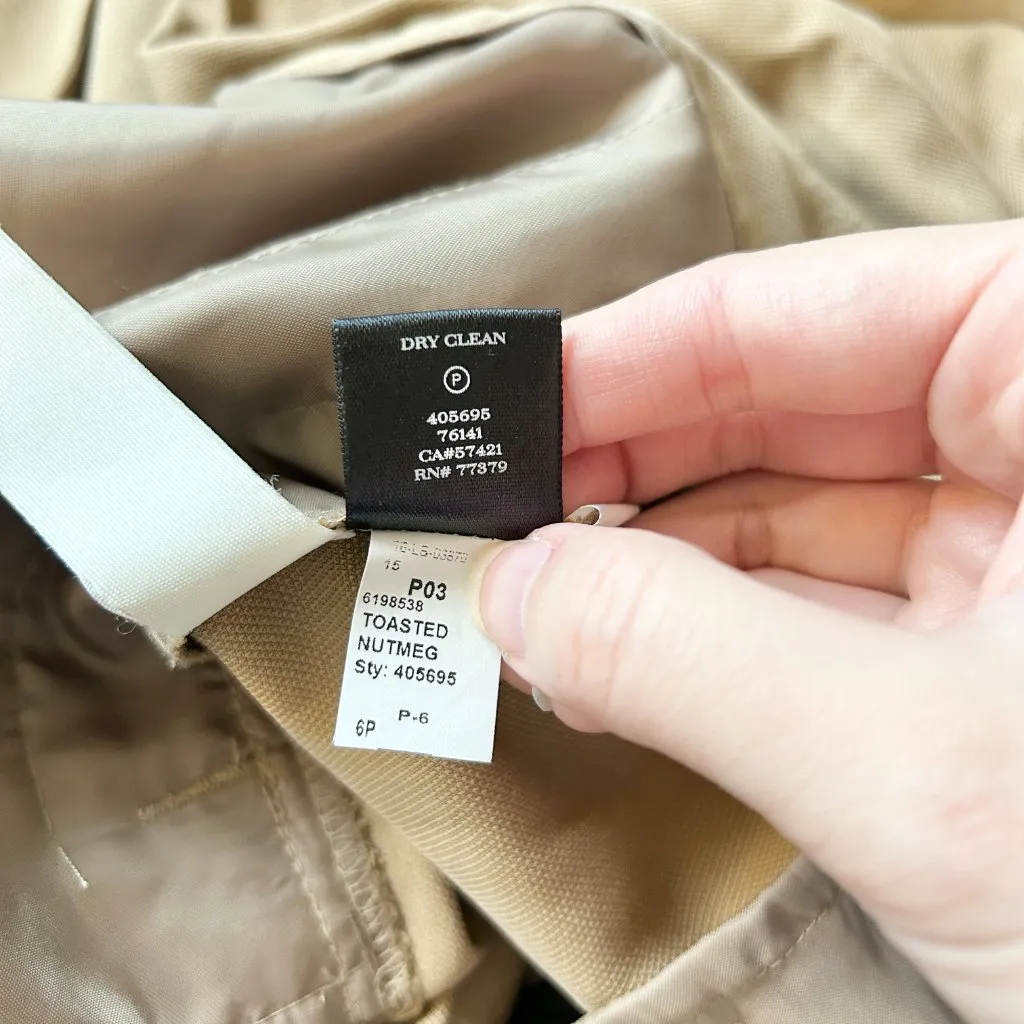 DRY CLEAN
P
405695
76141
CA#57421
RN# 77379
15
P03
6198538
TOASTED
NUTMEG
Sty: 405695
P-6
6P